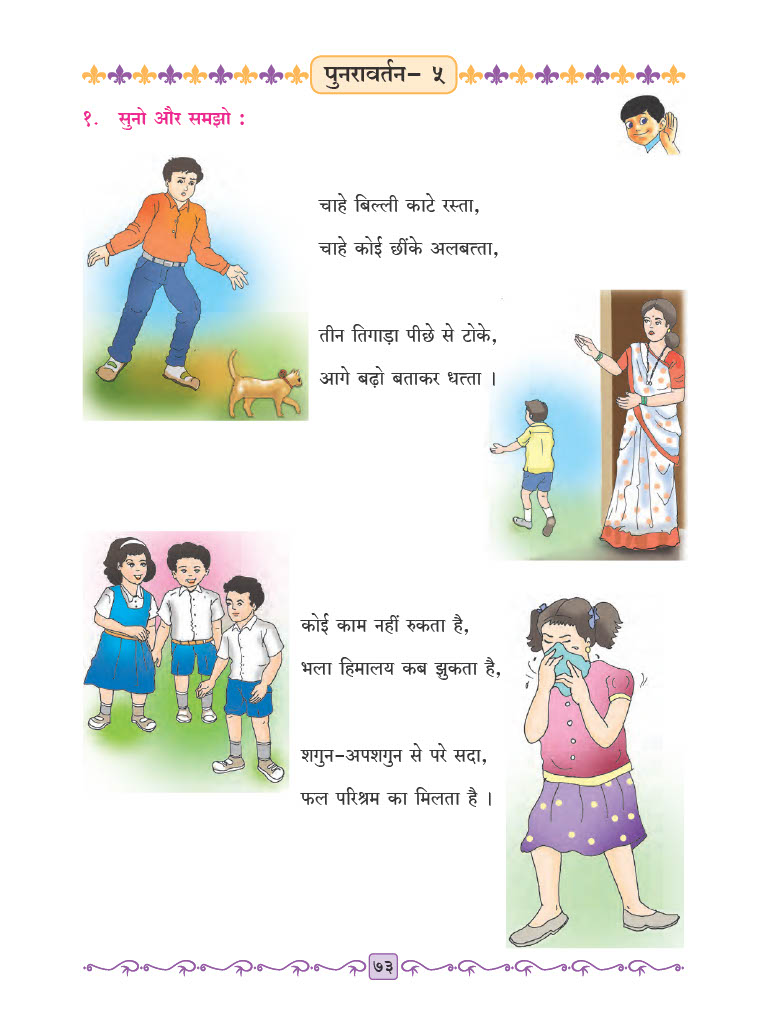 पुनरावर्तन– ५
१. सुनो और समझो :
चाहे बिल्ली काटे रस्ता,
चाहे कोई छींके अलबत्ता,
तीन तिगाड़ा पीछे से टोके,
आगे बढ़ो बताकर धत्ता ।
कोई काम नहीं रुकता है,
भला हिमालय कब झुकता है,
शगुन-अपशगुन से परे सदा,
फल परिश्रम का मिलता है ।
७३